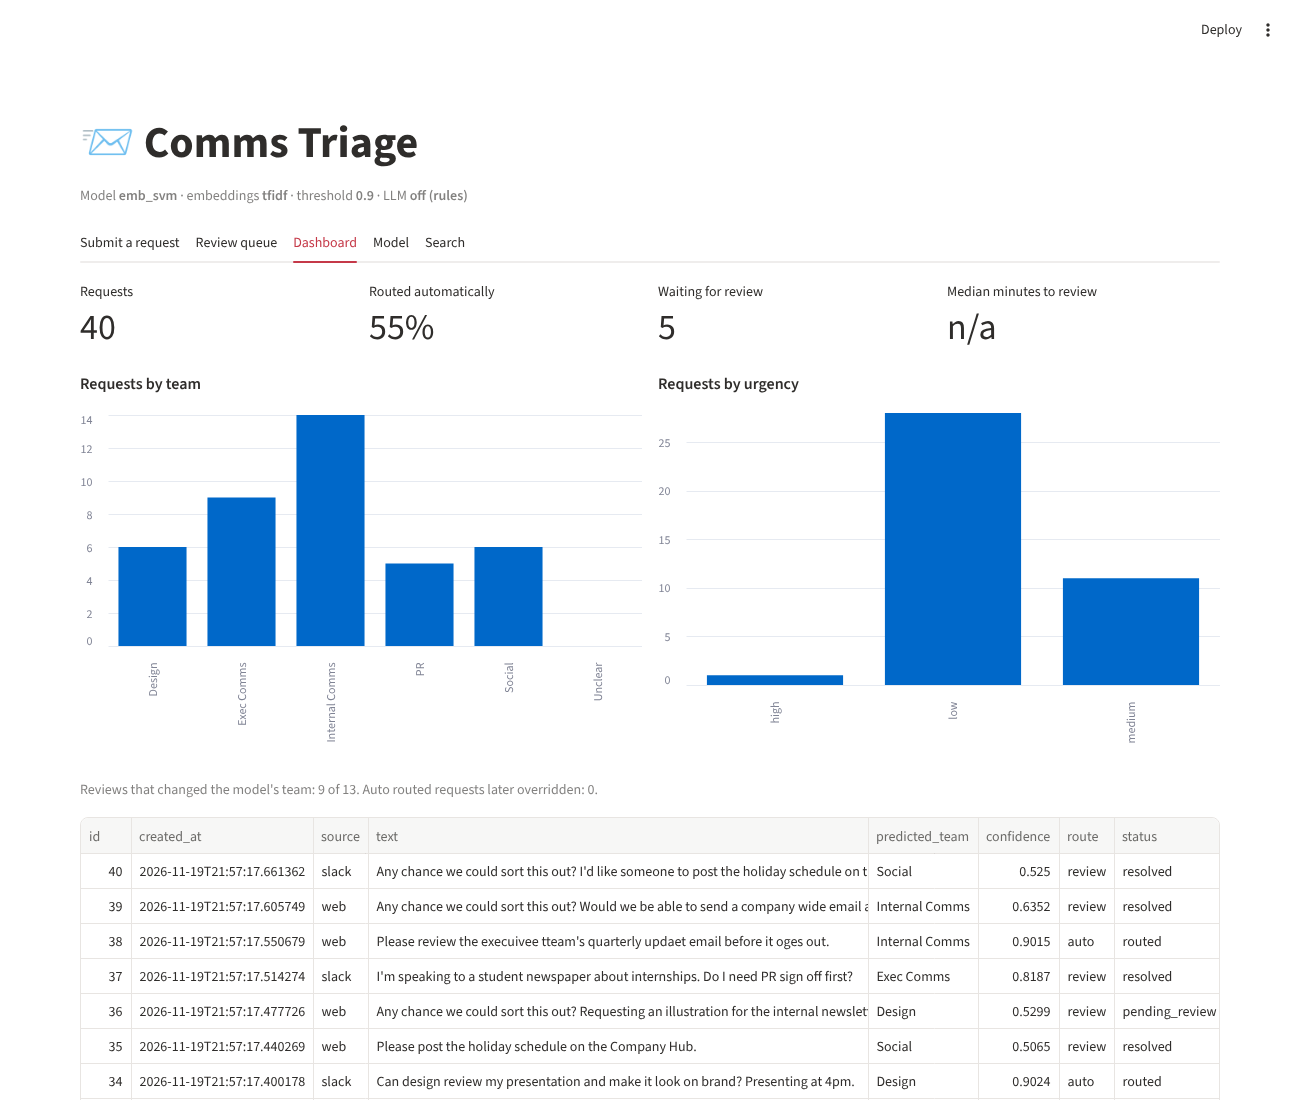 Deploy
Comms Triage
Model emb_svm · embeddings tfidf · threshold 0.9 · LLM off (rules)
Submit a request Review queue Dashboard Model Search
Requests Routed automatically Waiting for review Median minutes to review
40 55% 5 n/a
Requests by team Requests by urgency
14
12
10
8
6
4
2
0
Design Exec Comms Internal Comms PR Social Unclear
25
20
15
10
5
0
high low medium
Reviews that changed the model's team: 9 of 13. Auto routed requests later overridden: 0.
id created_at source text predicted_team confidence route status
40 2026-11-19T21:57:17.661362 slack Any chance we could sort this out? I'd like someone to post the holiday schedule on t Social 0.525 review resolved
39 2026-11-19T21:57:17.605749 web Any chance we could sort this out? Would we be able to send a company wide email a Internal Comms 0.6352 review resolved
38 2026-11-19T21:57:17.550679 web Please review the execuivee tteam's quarterly updaet email before it oges out. Internal Comms 0.9015 auto routed
37 2026-11-19T21:57:17.514274 slack I'm speaking to a student newspaper about internships. Do I need PR sign off first? Exec Comms 0.8187 review resolved
36 2026-11-19T21:57:17.477726 web Any chance we could sort this out? Requesting an illustration for the internal newslet Design 0.5299 review pending_review
35 2026-11-19T21:57:17.440269 web Please post the holiday schedule on the Company Hub. Social 0.5065 review resolved
34 2026-11-19T21:57:17.400178 slack Can design review my presentation and make it look on brand? Presenting at 4pm. Design 0.9024 auto routed